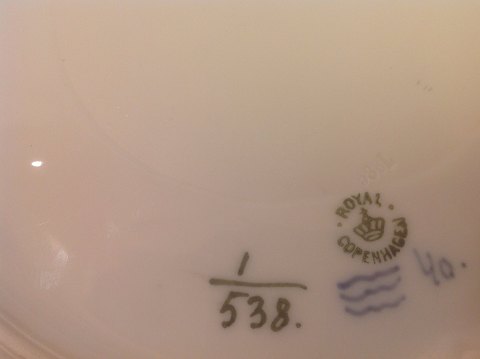 ROYAL
COPENHAGEN
1
538.
40.